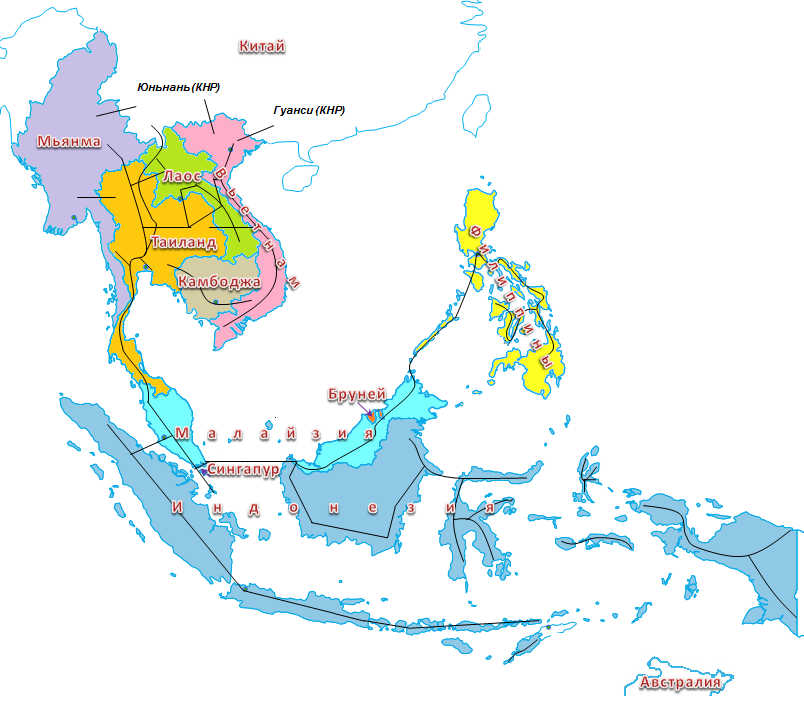 Китай
Юньнань (КНР)
Гуанси (КНР)
Мьянма
Лаос
Вьетнам
Таиланд
Камбоджа
Филиппины
Бруней
Малайзия
Сингапур
Индонезия
Австралия